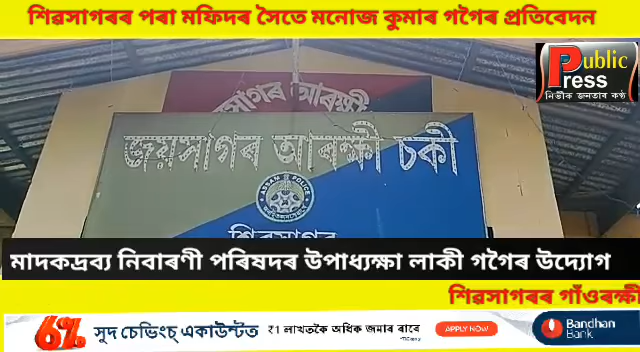 শিৱসাগৰৰ পৰা মফিদৰ সৈতে মনোজ কুমাৰ গগৈৰ প্ৰতিবেদন
Public
Press
নিৰ্ভীক জনতাৰ কণ্ঠ
আৰক্ষী
জয়সাগৰ আৰক্ষী চকী
ASSAM POLICE
শিৱসাগৰ
মাদকদ্ৰব্য নিবাৰণী পৰিষদৰ উপাধ্যক্ষা লাকী গগৈৰ উদ্যোগ
শিৱসাগৰৰ গাঁওৰক্ষী
6% সুদ চেভিংচ্ একাউন্টত ₹1 লাখতকৈ অধিক জমাৰ বাবে APPLY NOW Bandhan Bank
*T&C apply